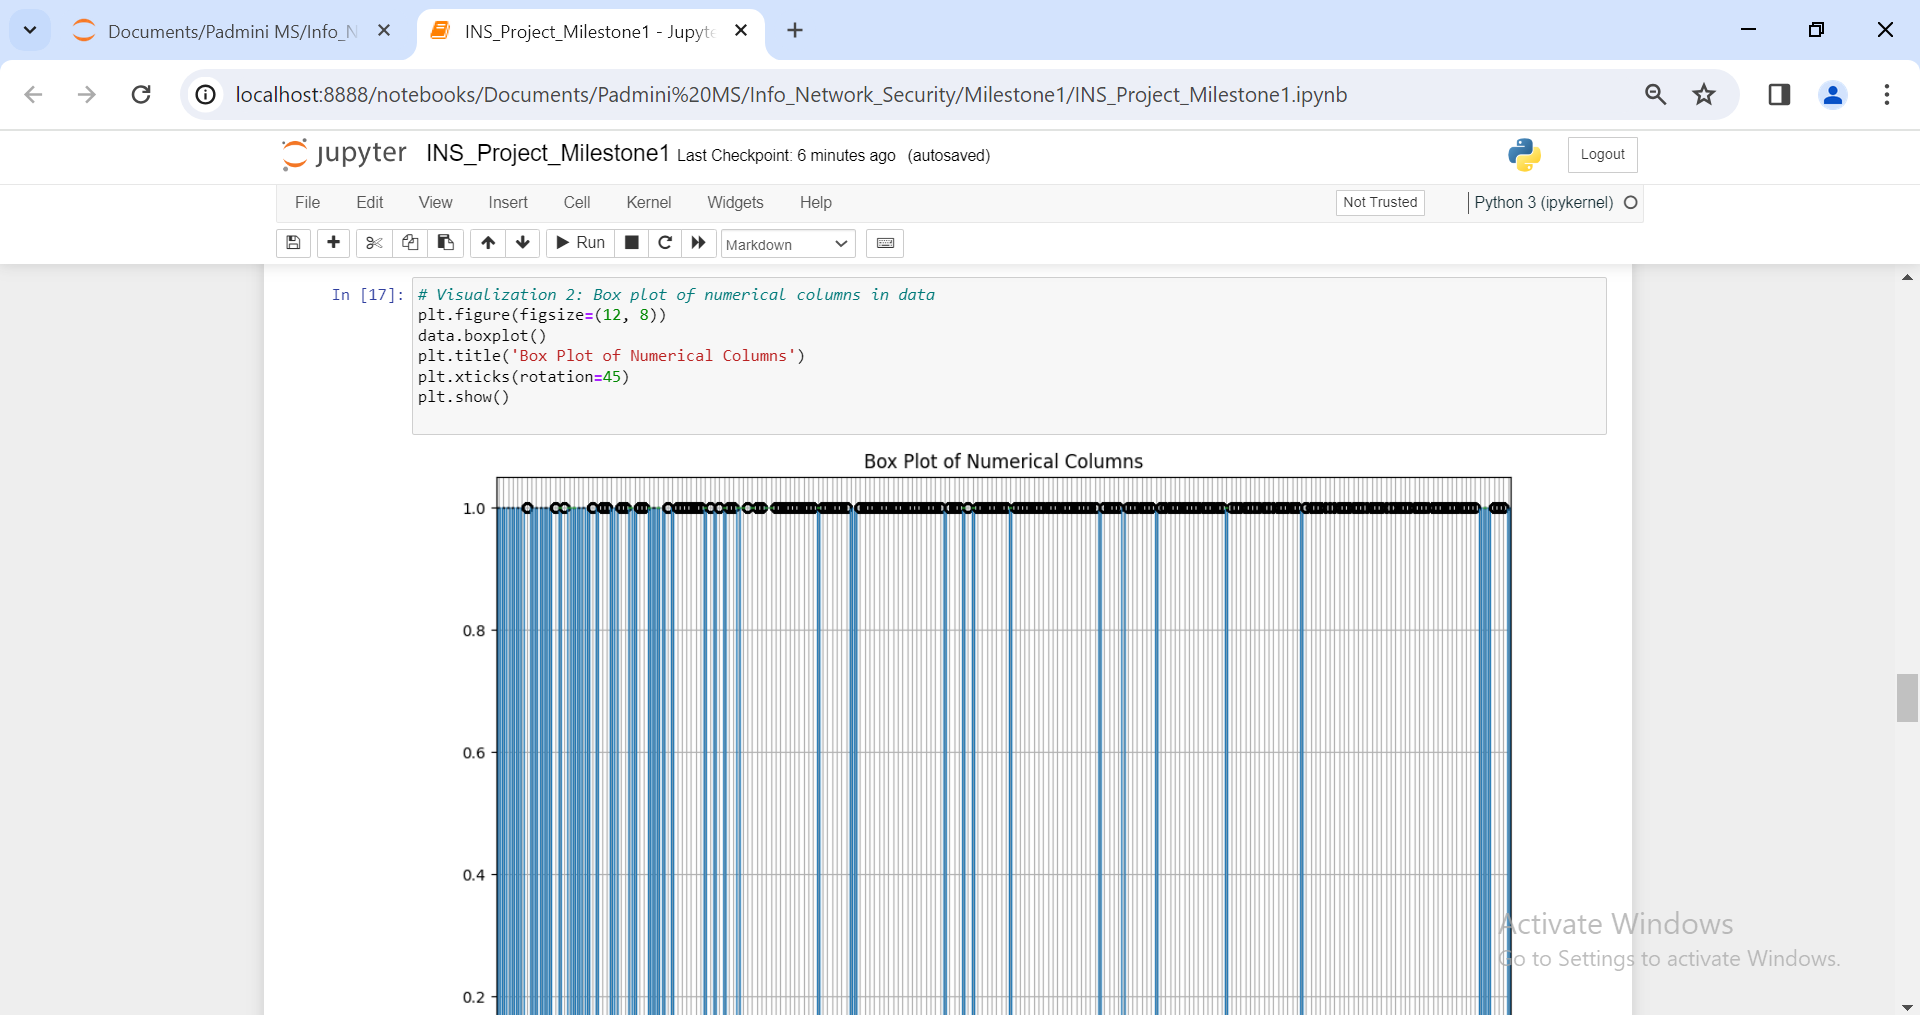 Documents/Padmini MS/Info_N
INS_Project_Milestone1 - Jupyte
localhost:8888/notebooks/Documents/Padmini%20MS/Info_Network_Security/Milestone1/INS_Project_Milestone1.ipynb
jupyter INS_Project_Milestone1 Last Checkpoint: 6 minutes ago (autosaved)
Logout
File Edit View Insert Cell Kernel Widgets Help
Not Trusted
Python 3 (ipykernel)
Run
Markdown
In [17]:
# Visualization 2: Box plot of numerical columns in data
plt.figure(figsize=(12, 8))
data.boxplot()
plt.title('Box Plot of Numerical Columns')
plt.xticks(rotation=45)
plt.show()
Box Plot of Numerical Columns
1.0
0.8
0.6
0.4
0.2
Activate Windows
Go to Settings to activate Windows.